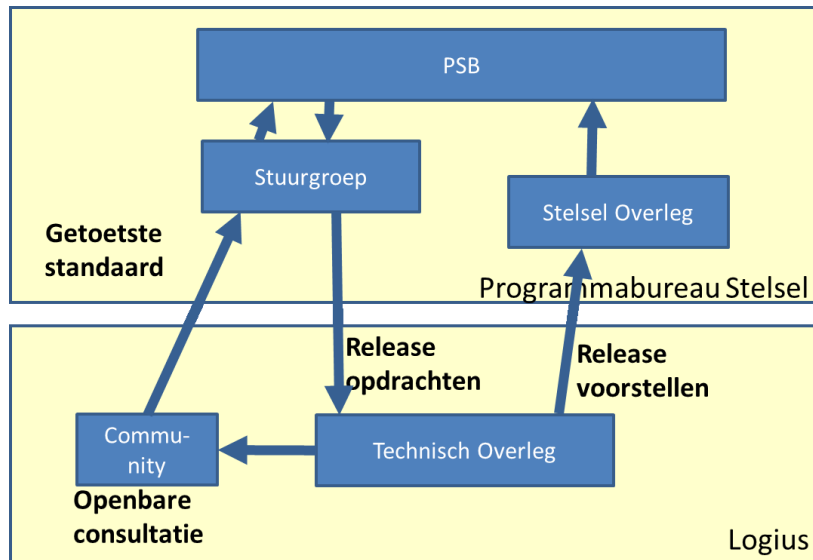 PSB
Stuurgroep
Stelsel Overleg
Getoetste
standaard
Programmabureau Stelsel
Release
opdrachten
Release
voorstellen
Commu-
nity
Technisch Overleg
Openbare
consultatie
Logius